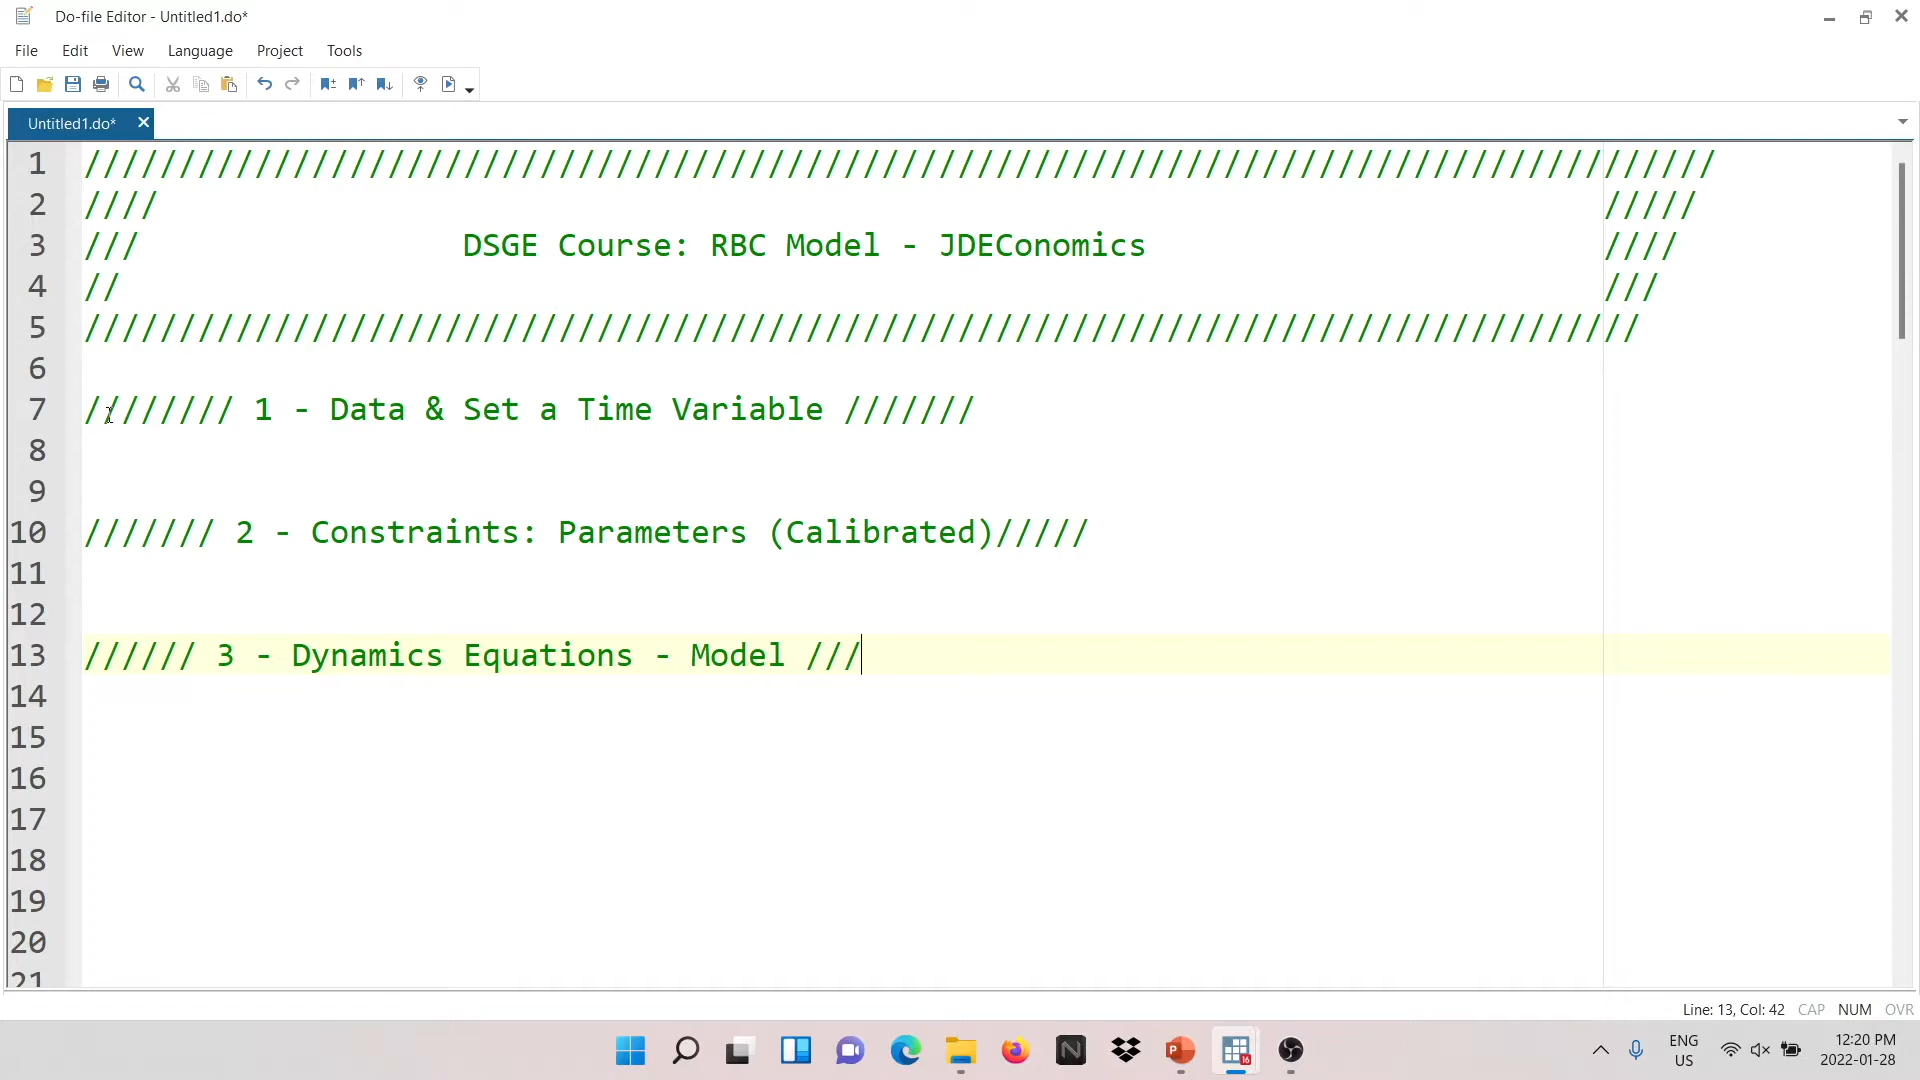 Do-file Editor - Untitled1.do*
File Edit View Language Project Tools
Untitled1.do*
1 //////////////////////////////////////////////////////////////////////////////////////
2 //// /////
3 /// DSGE Course: RBC Model - JDEConomics ////
4 // ///
5 //////////////////////////////////////////////////////////////////////////////////
6
7 //////// 1 - Data & Set a Time Variable ///////
8
9
10 /////// 2 - Constraints: Parameters (Calibrated)/////
11
12
13 ////// 3 - Dynamics Equations - Model ///
14
15
16
17
18
19
20
21
Line: 13, Col: 42 CAP NUM OVR
ENG
US
12:20 PM
2022-01-28